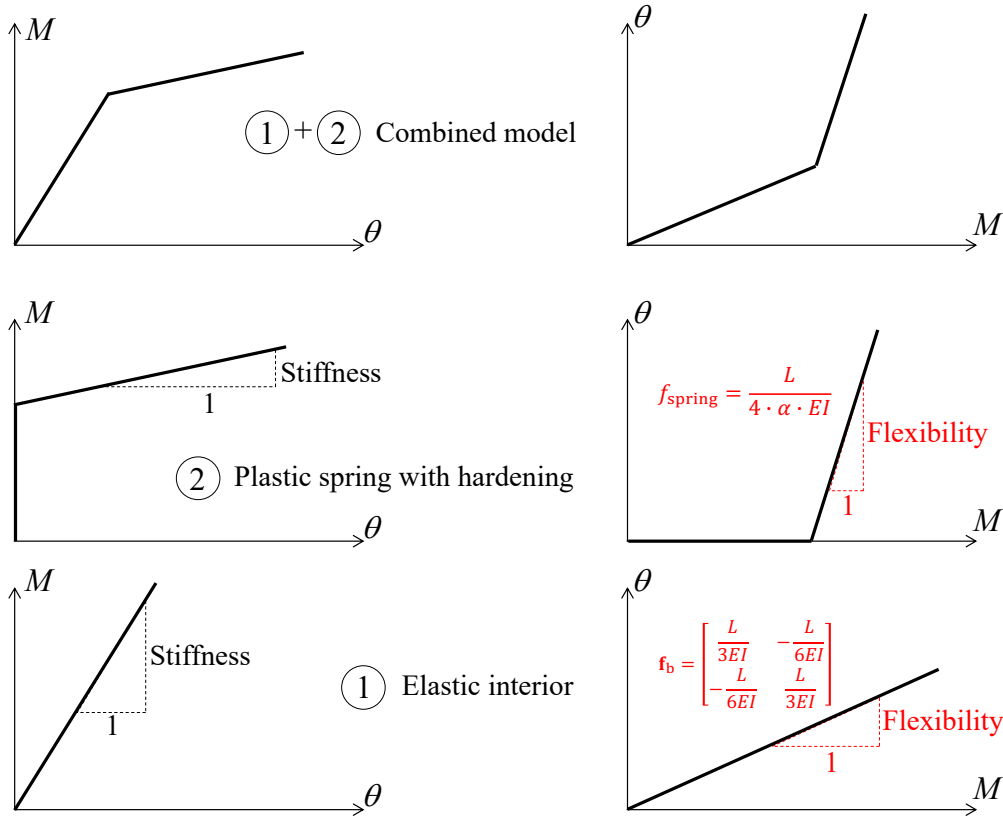 M
θ
① + ② Combined model
θ
M
M
Stiffness
1
② Plastic spring with hardening
θ
θ
f_spring = L / (4 · α · EI)
Flexibility
1
M
M
Stiffness
1
① Elastic interior
θ
θ
f_b = [ L/3EI  −L/6EI
−L/6EI  L/3EI ]
Flexibility
1
M